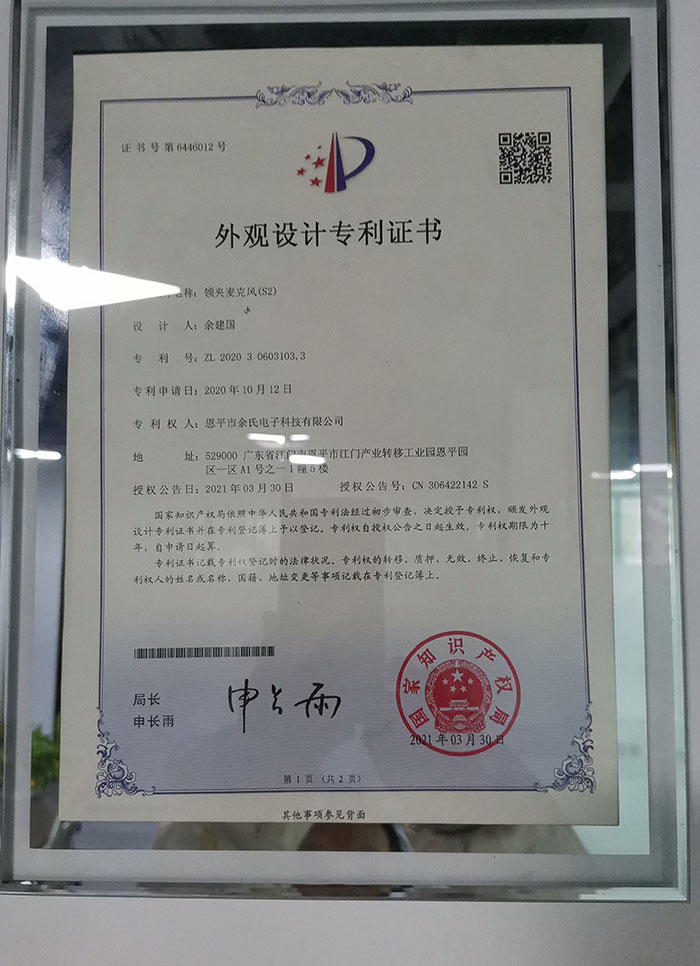 证书号第6446012号
外观设计专利证书
名称：领夹麦克风(S2)
设 计 人：余建国
专 利 号：ZL 2020 3 0603103.3
专利申请日：2020年10月12日
专 利 权 人：恩平市余氏电子科技有限公司
地 址：529000 广东省江门市恩平市江门产业转移工业园恩平园
区一区A1号之一1幢5楼
授权公告日：2021年03月30日 授权公告号：CN 306422142 S
国家知识产权局依照中华人民共和国专利法经过初步审查，决定授予专利权，颁发外观
设计专利证书并在专利登记簿上予以登记。专利权自授权公告之日起生效。专利权期限为十
年，自申请日起算。
专利证书记载专利权登记时的法律状况。专利权的转移、质押、无效、终止、恢复和专
利权人的姓名或名称、国籍、地址变更等事项记载在专利登记簿上。
局长
申长雨
申长雨
国家知识产权局
2021年03月30日
第 1 页 （共 2 页）
其他事项参见背面